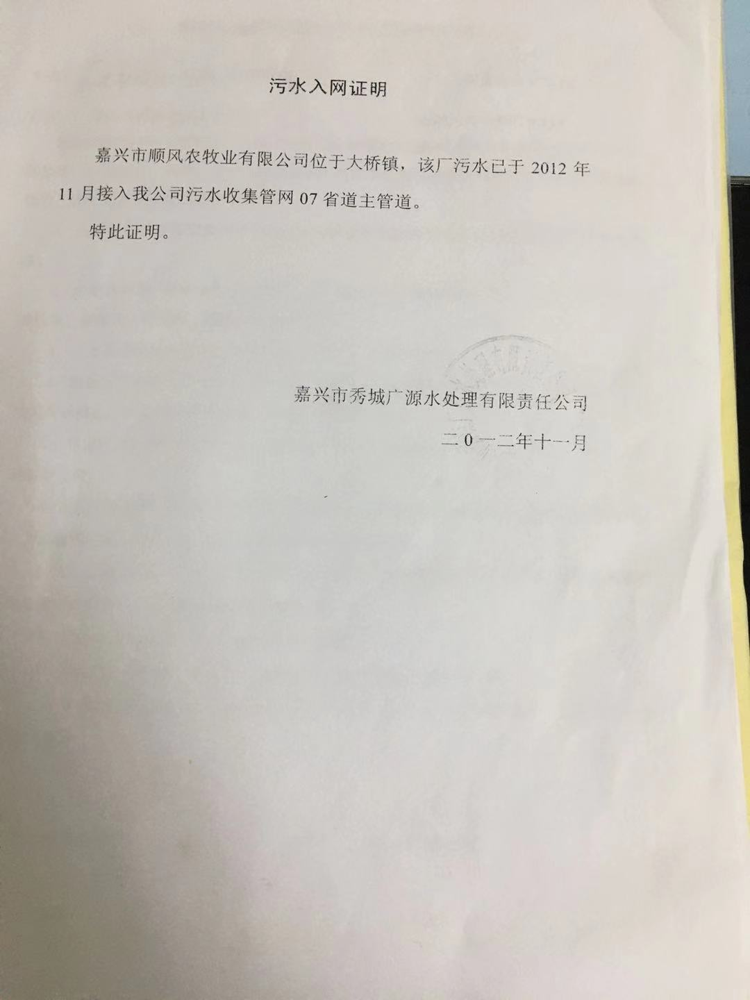 污水入网证明
嘉兴市顺风农牧业有限公司位于大桥镇，该厂污水已于 2012 年
11 月接入我公司污水收集管网 07 省道主管道。
特此证明。
嘉兴市秀城广源水处理有限责任公司
二0一二年十一月